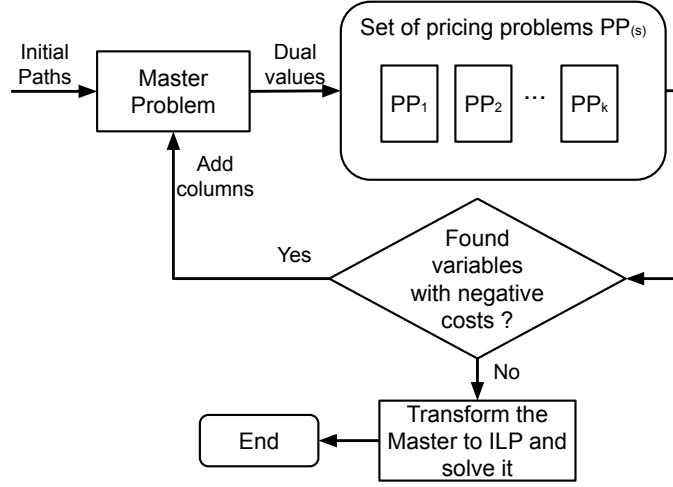 Initial
Paths
Master
Problem
Dual
values
Set of pricing problems PP(s)
PP1
PP2
...
PPk
Add
columns
Yes
Found
variables
with negative
costs ?
No
Transform the
Master to ILP and
solve it
End